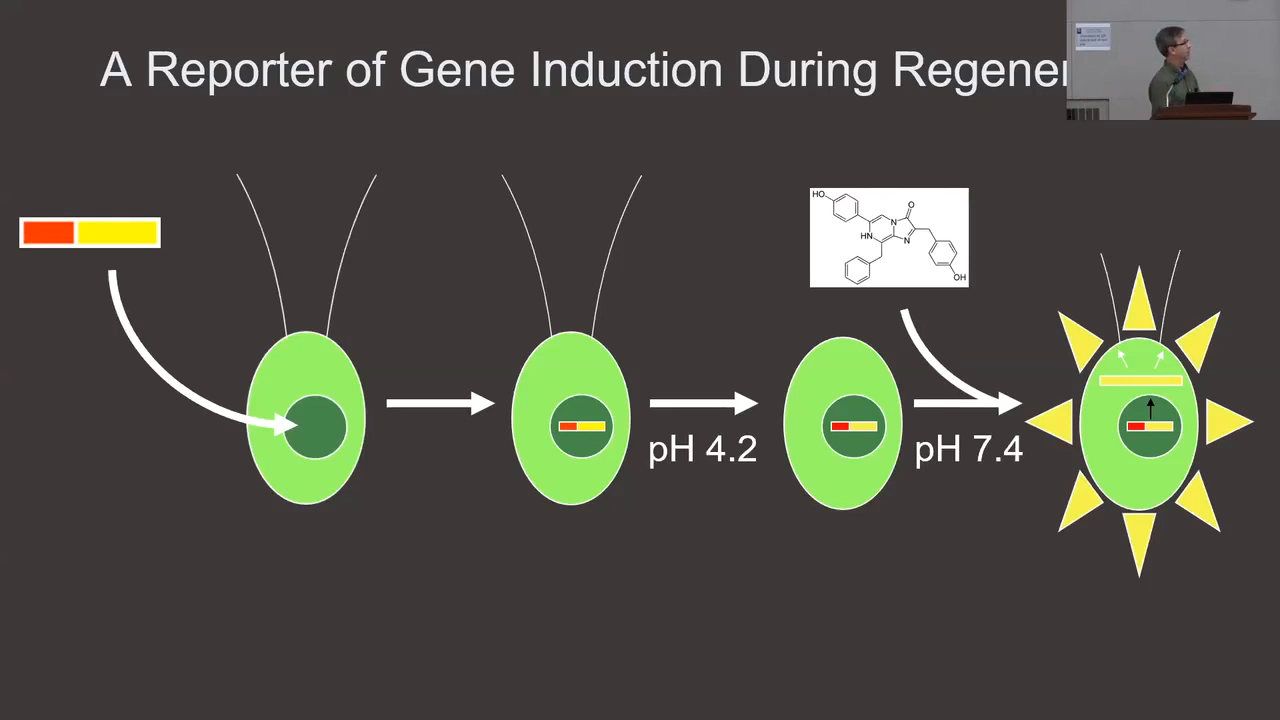 A Reporter of Gene Induction During Regener
HO
O
N
HN
N
OH
pH 4.2
pH 7.4